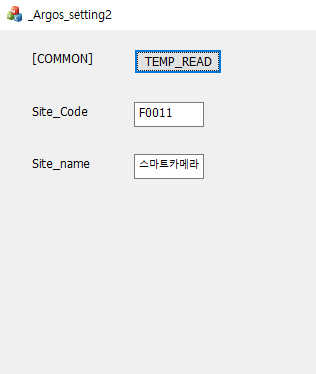 _Argos_setting2
[COMMON] TEMP_READ
Site_Code F0011
Site_name 스마트카메라